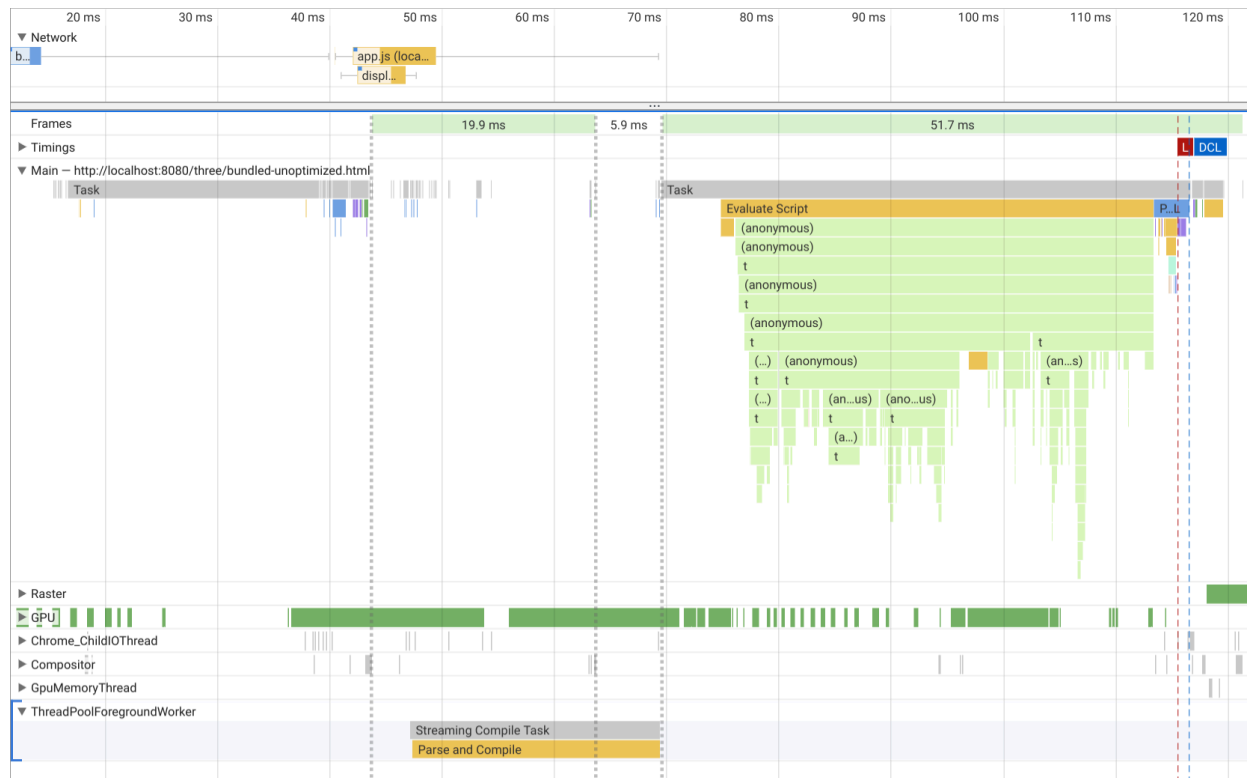 20 ms 30 ms 40 ms 50 ms 60 ms 70 ms 80 ms 90 ms 100 ms 110 ms 120 ms
Network
b... app.js (loca...
displ...
...
Frames 19.9 ms 5.9 ms 51.7 ms
Timings L DCL
Main — http://localhost:8080/three/bundled-unoptimized.html
Task Task
Evaluate Script P...L
(anonymous)
(anonymous)
t
(anonymous)
t
(anonymous)
t t
(...) (anonymous) (an...s)
t t t
(...) (an...us) (ano...us)
t t t
(a...)
t
Raster
GPU
Chrome_ChildIOThread
Compositor
GpuMemoryThread
ThreadPoolForegroundWorker
Streaming Compile Task
Parse and Compile